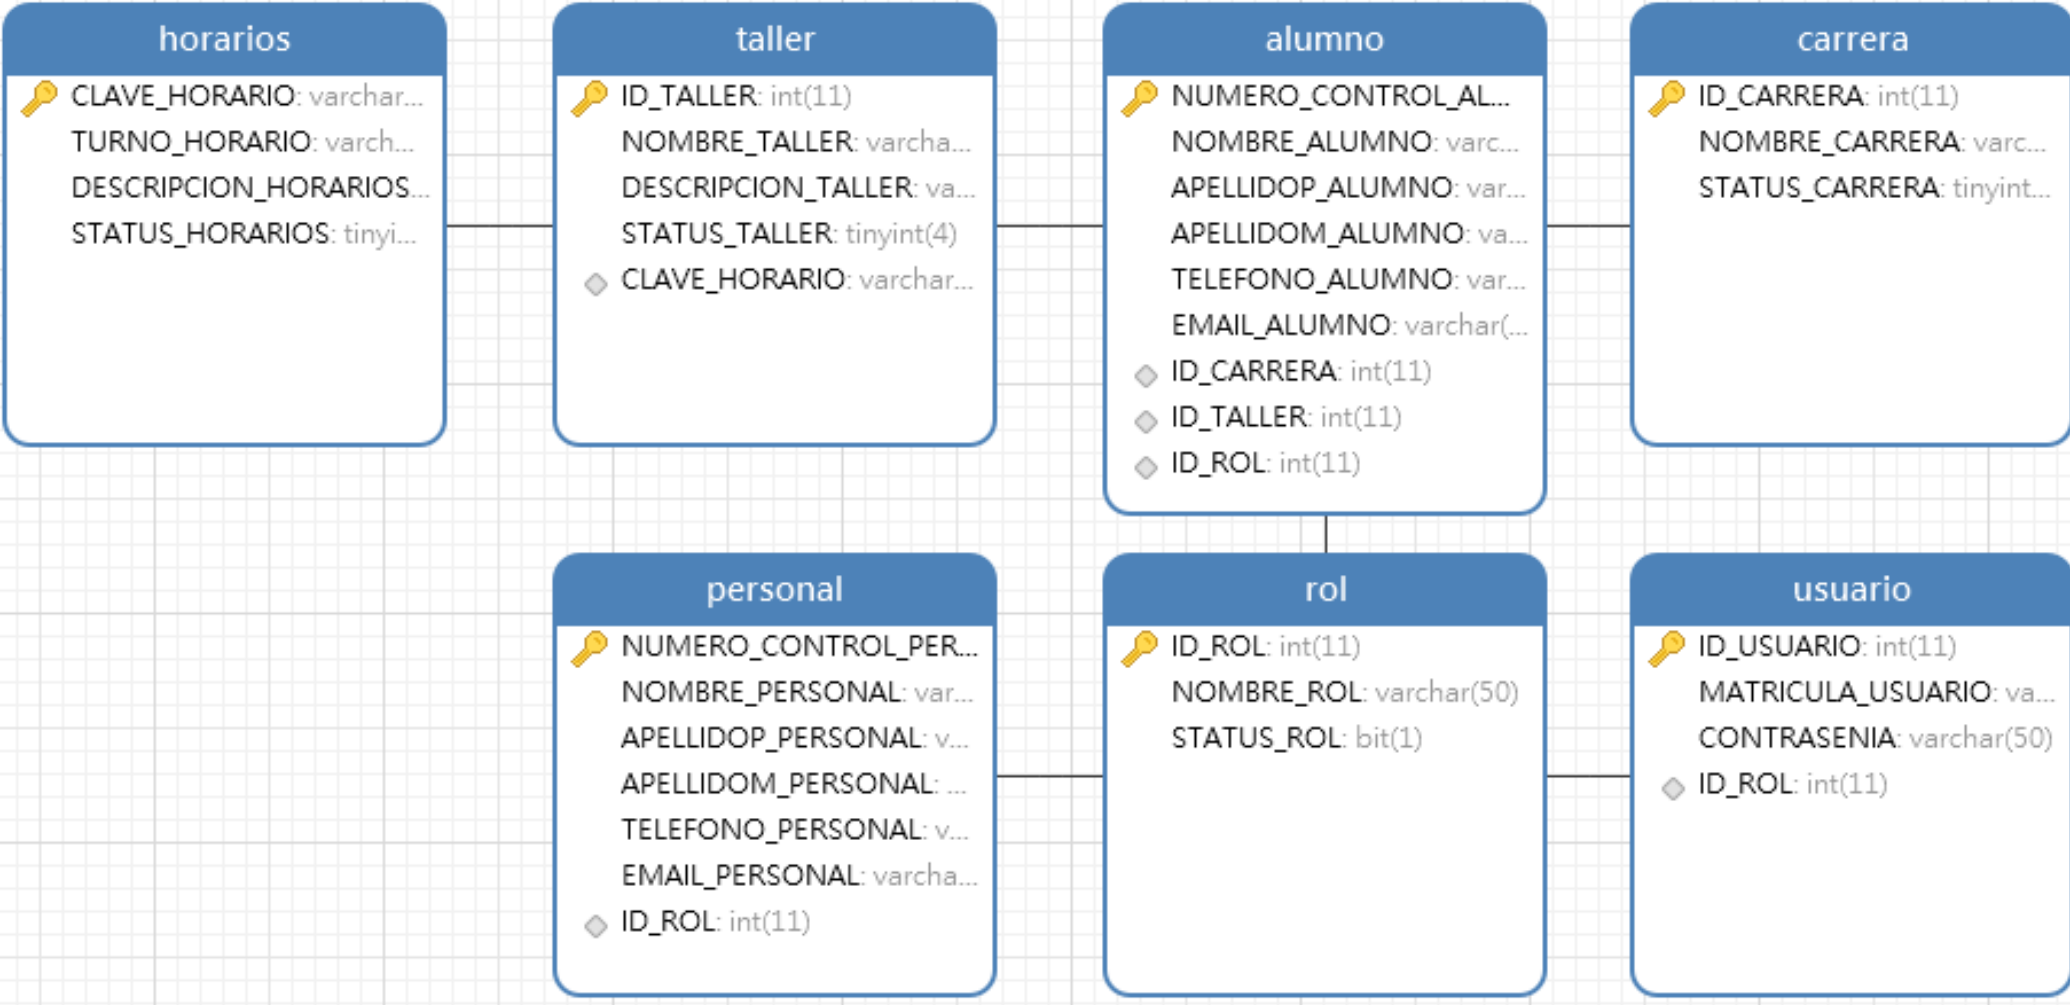 horarios
CLAVE_HORARIO: varchar...
TURNO_HORARIO: varch...
DESCRIPCION_HORARIOS...
STATUS_HORARIOS: tinyi...
taller
ID_TALLER: int(11)
NOMBRE_TALLER: varcha...
DESCRIPCION_TALLER: va...
STATUS_TALLER: tinyint(4)
CLAVE_HORARIO: varchar...
alumno
NUMERO_CONTROL_AL...
NOMBRE_ALUMNO: varc...
APELLIDOP_ALUMNO: var...
APELLIDOM_ALUMNO: va...
TELEFONO_ALUMNO: var...
EMAIL_ALUMNO: varchar(...
ID_CARRERA: int(11)
ID_TALLER: int(11)
ID_ROL: int(11)
carrera
ID_CARRERA: int(11)
NOMBRE_CARRERA: varc...
STATUS_CARRERA: tinyint...
personal
NUMERO_CONTROL_PER...
NOMBRE_PERSONAL: var...
APELLIDOP_PERSONAL: v...
APELLIDOM_PERSONAL: ...
TELEFONO_PERSONAL: v...
EMAIL_PERSONAL: varcha...
ID_ROL: int(11)
rol
ID_ROL: int(11)
NOMBRE_ROL: varchar(50)
STATUS_ROL: bit(1)
usuario
ID_USUARIO: int(11)
MATRICULA_USUARIO: va...
CONTRASENIA: varchar(50)
ID_ROL: int(11)